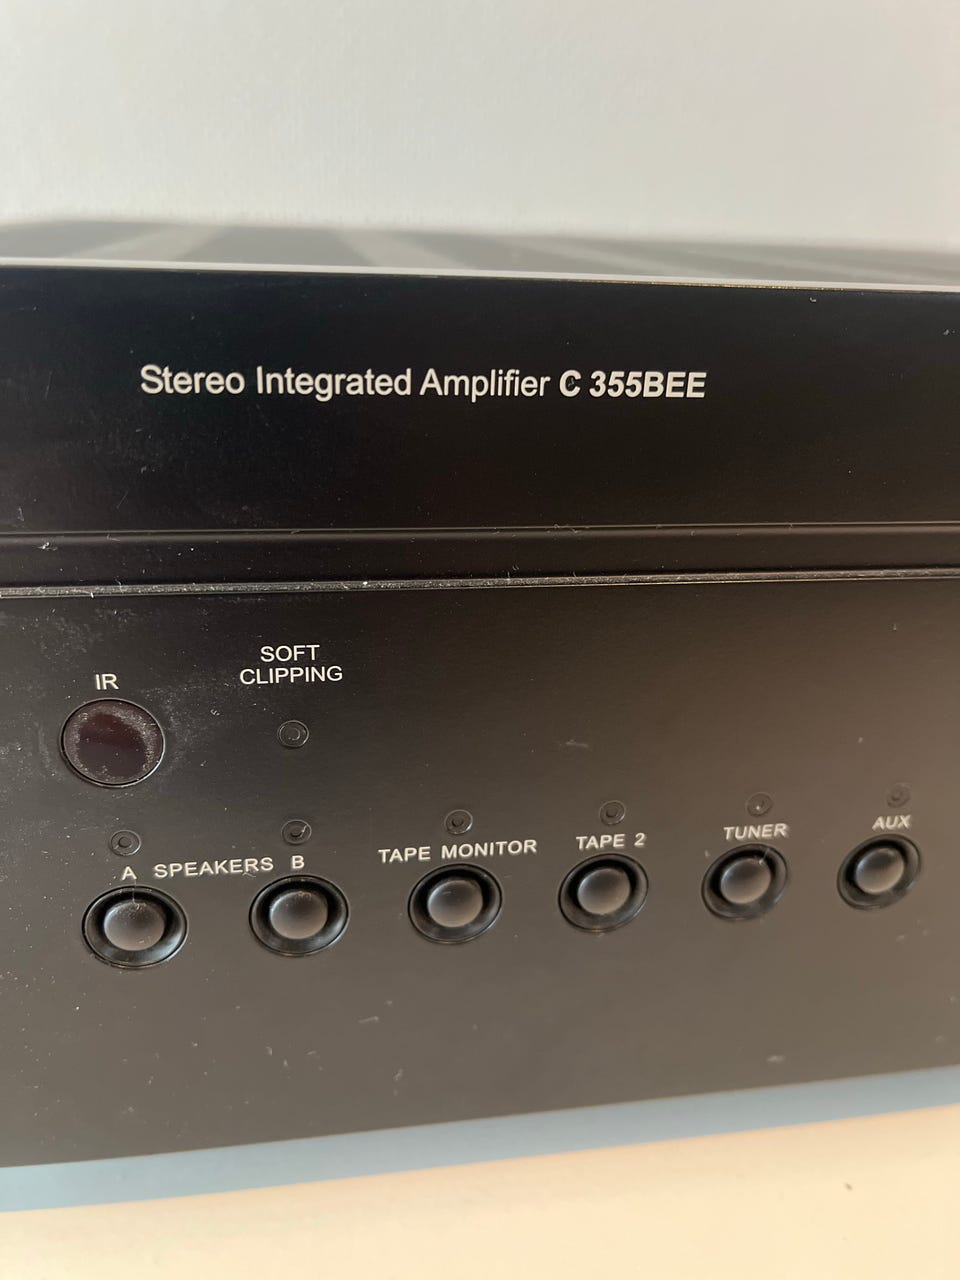 Stereo Integrated Amplifier C 355BEE
SOFT
CLIPPING
IR
A SPEAKERS B
TAPE MONITOR
TAPE 2
TUNER
AUX